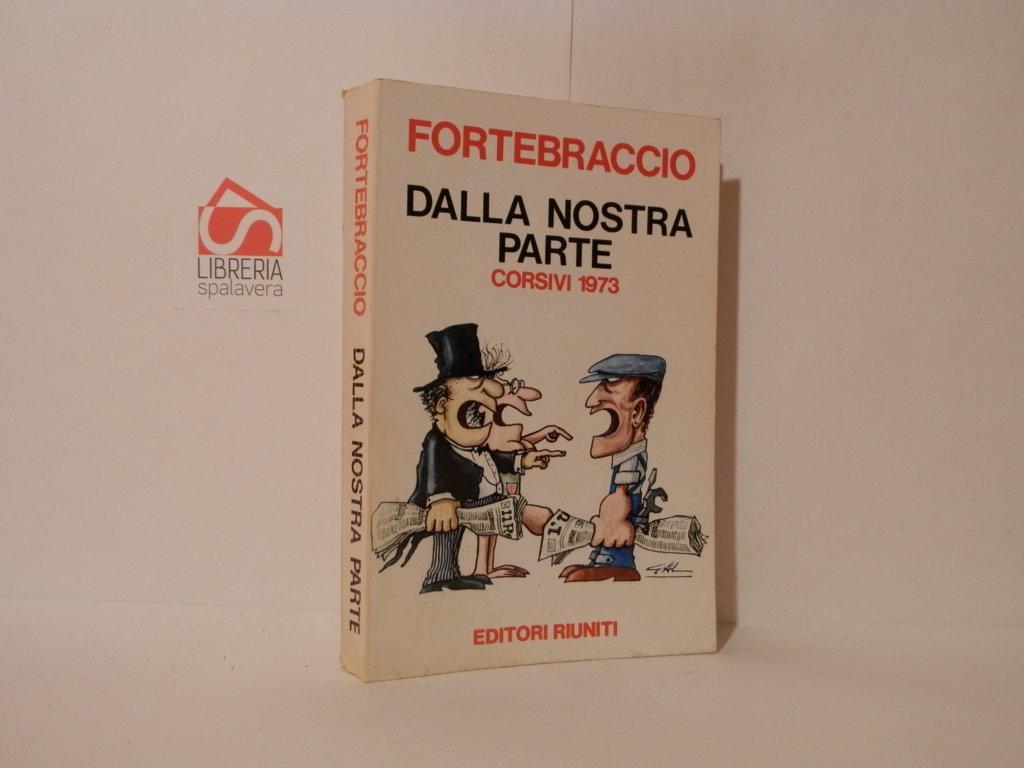 FORTEBRACCIO
DALLA NOSTRA
PARTE
CORSIVI 1973
EDITORI RIUNITI
FORTEBRACCIO DALLA NOSTRA PARTE
LIBRERIA
spalavera